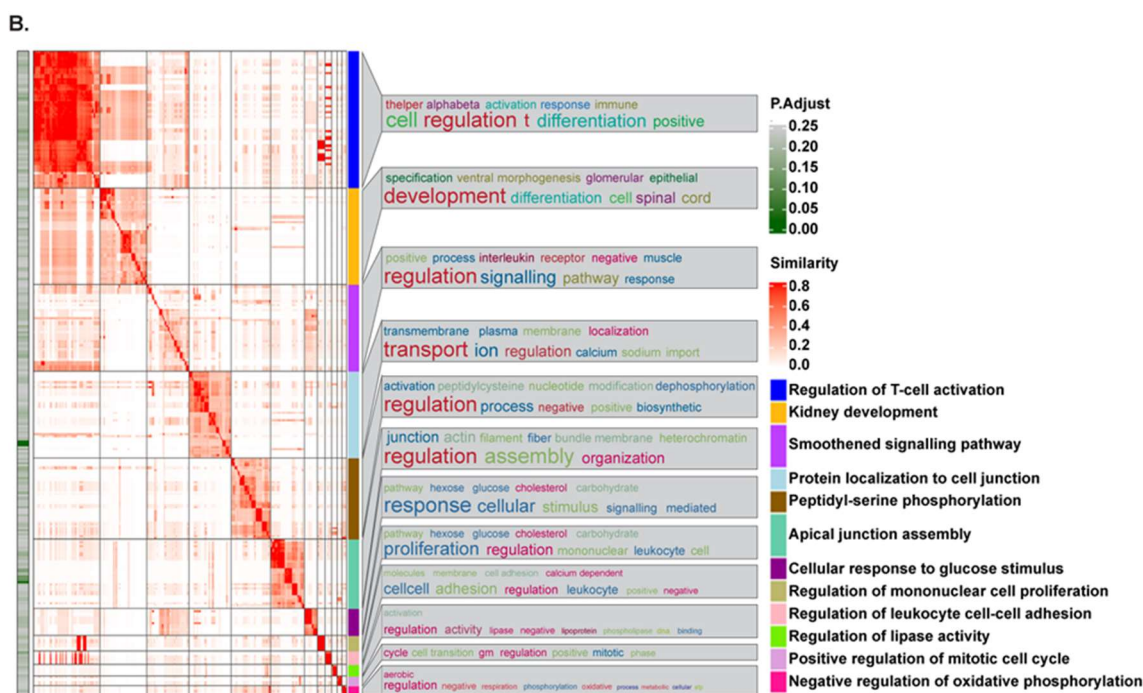 B.
thelper alphabeta activation response immune
cell regulation t differentiation positive
specification ventral morphogenesis glomerular epithelial
development differentiation cell spinal cord
positive process interleukin receptor negative muscle
regulation signalling pathway response
transmembrane plasma membrane localization
transport ion regulation calcium sodium import
activation peptidylcysteine nucleotide modification dephosphorylation
regulation process negative positive biosynthetic
junction actin filament fiber bundle membrane heterochromatin
regulation assembly organization
pathway hexose glucose cholesterol carbohydrate
response cellular stimulus signalling mediated
pathway hexose glucose cholesterol carbohydrate
proliferation regulation mononuclear leukocyte cell
molecules membrane cell adhesion calcium dependent
cellcell adhesion regulation leukocyte positive negative
activation
regulation activity lipase negative lipoprotein phospholipase dna binding
cycle cell transition gm regulation positive mitotic phase
aerobic
regulation negative respiration phosphorylation oxidative process metabolic cellular
P.Adjust
0.25
0.20
0.15
0.10
0.05
0.00
Similarity
0.8
0.6
0.4
0.2
0.0
Regulation of T-cell activation
Kidney development
Smoothened signalling pathway
Protein localization to cell junction
Peptidyl-serine phosphorylation
Apical junction assembly
Cellular response to glucose stimulus
Regulation of mononuclear cell proliferation
Regulation of leukocyte cell-cell adhesion
Regulation of lipase activity
Positive regulation of mitotic cell cycle
Negative regulation of oxidative phosphorylation